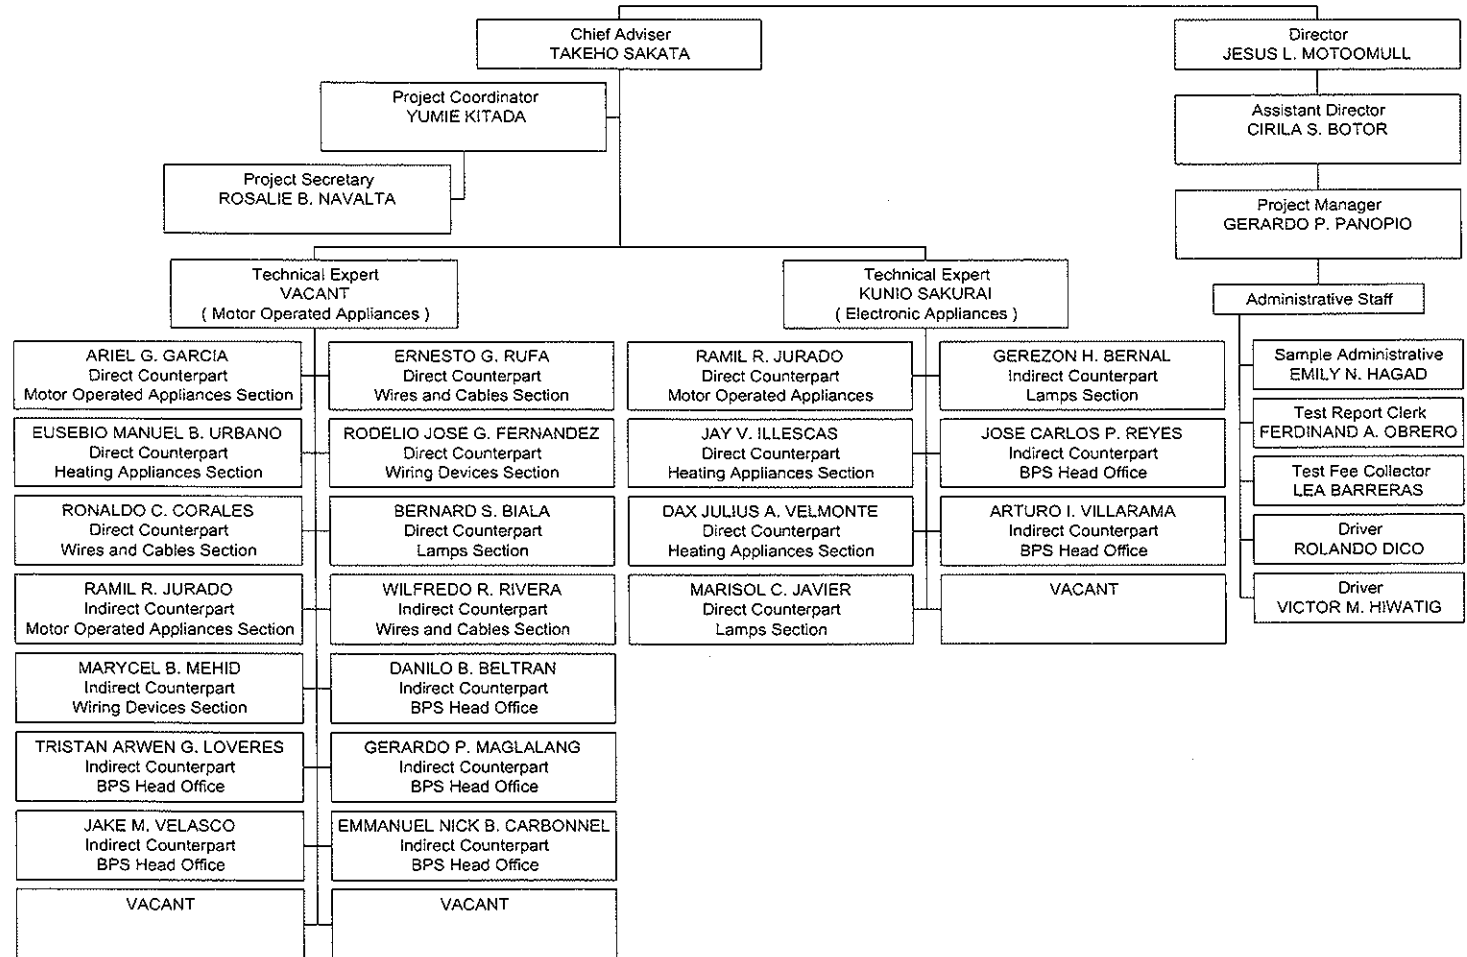 Chief Adviser
TAKEHO SAKATA
Director
JESUS L. MOTOOMULL
Project Coordinator
YUMIE KITADA
Assistant Director
CIRILA S. BOTOR
Project Secretary
ROSALIE B. NAVALTA
Project Manager
GERARDO P. PANOPIO
Technical Expert
VACANT
( Motor Operated Appliances )
Technical Expert
KUNIO SAKURAI
( Electronic Appliances )
Administrative Staff
ARIEL G. GARCIA
Direct Counterpart
Motor Operated Appliances Section
ERNESTO G. RUFA
Direct Counterpart
Wires and Cables Section
EUSEBIO MANUEL B. URBANO
Direct Counterpart
Heating Appliances Section
RODELIO JOSE G. FERNANDEZ
Direct Counterpart
Wiring Devices Section
RONALDO C. CORALES
Direct Counterpart
Wires and Cables Section
BERNARD S. BIALA
Direct Counterpart
Lamps Section
RAMIL R. JURADO
Indirect Counterpart
Motor Operated Appliances Section
WILFREDO R. RIVERA
Indirect Counterpart
Wires and Cables Section
MARYCEL B. MEHID
Indirect Counterpart
Wiring Devices Section
DANILO B. BELTRAN
Indirect Counterpart
BPS Head Office
TRISTAN ARWEN G. LOVERES
Indirect Counterpart
BPS Head Office
GERARDO P. MAGLALANG
Indirect Counterpart
BPS Head Office
JAKE M. VELASCO
Indirect Counterpart
BPS Head Office
EMMANUEL NICK B. CARBONNEL
Indirect Counterpart
BPS Head Office
VACANT
VACANT
RAMIL R. JURADO
Direct Counterpart
Motor Operated Appliances
GEREZON H. BERNAL
Indirect Counterpart
Lamps Section
JAY V. ILLESCAS
Direct Counterpart
Heating Appliances Section
JOSE CARLOS P. REYES
Indirect Counterpart
BPS Head Office
DAX JULIUS A. VELMONTE
Direct Counterpart
Heating Appliances Section
ARTURO I. VILLARAMA
Indirect Counterpart
BPS Head Office
MARISOL C. JAVIER
Direct Counterpart
Lamps Section
VACANT
Sample Administrative
EMILY N. HAGAD
Test Report Clerk
FERDINAND A. OBRERO
Test Fee Collector
LEA BARRERAS
Driver
ROLANDO DICO
Driver
VICTOR M. HIWATIG